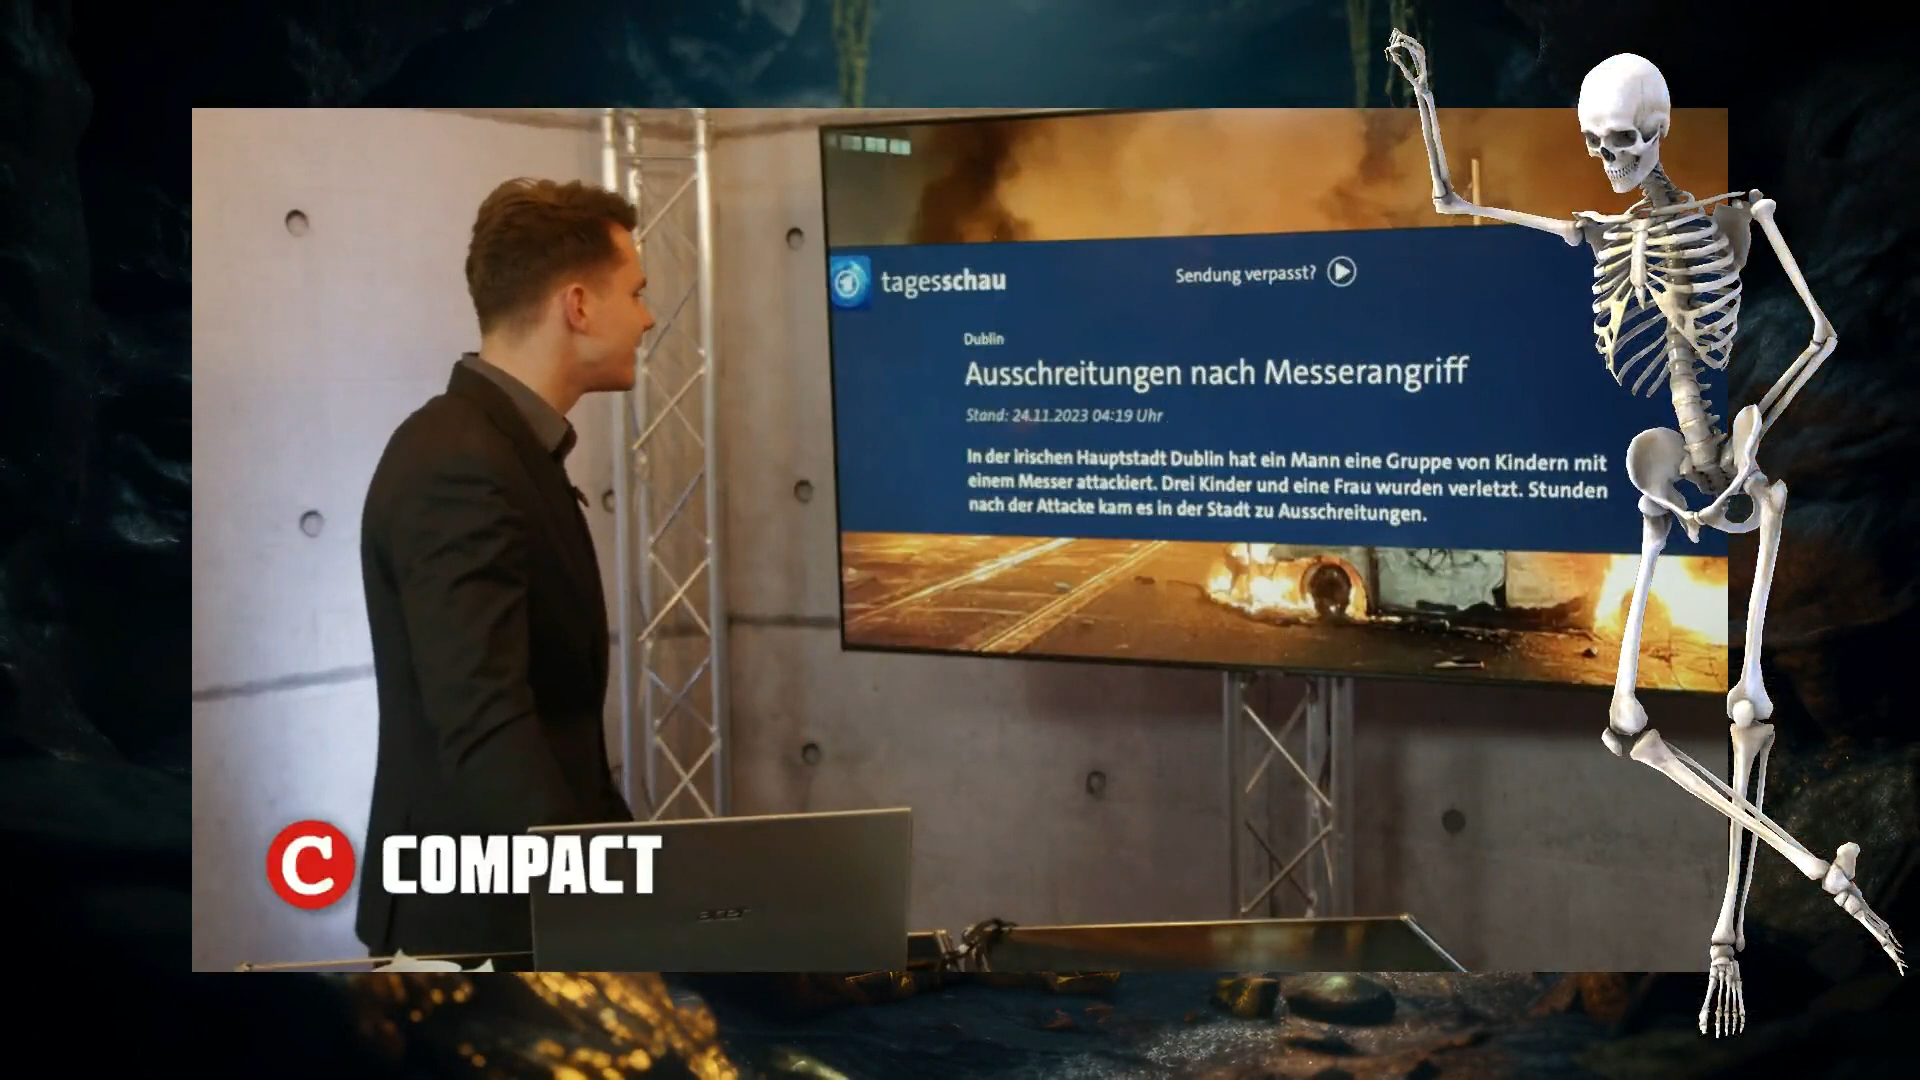 tagesschau
Sendung verpasst?
Dublin
Ausschreitungen nach Messerangriff
Stand: 24.11.2023 04:19 Uhr
In der irischen Hauptstadt Dublin hat ein Mann eine Gruppe von Kindern mit
einem Messer attackiert. Drei Kinder und eine Frau wurden verletzt. Stunden
nach der Attacke kam es in der Stadt zu Ausschreitungen.
C COMPACT
acer